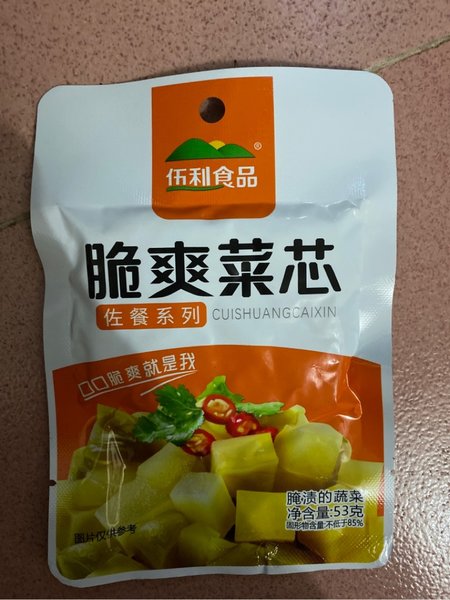 伍利食品®
脆爽菜芯
佐餐系列 CUISHUANGCAIXIN
口口脆爽就是我
腌渍的蔬菜
净含量:53克
固形物含量:不低于85%
图片仅供参考